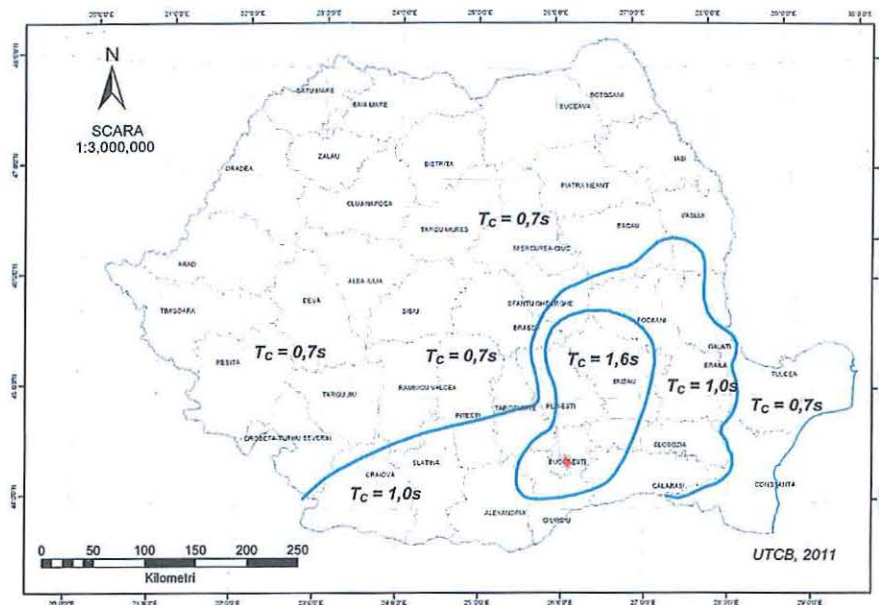 N
SCARA
1:3,000,000
SATU MARE
BAIA MARE
BOTOSANI
SUCEAVA
ORADEA
ZALAU
BISTRITA
IASI
PIATRA NEAMT
CLUJ NAPOCA
TARGU MURES
T_C = 0,7s
BACAU
VASLUI
MIERCUREA-CIUC
ARAD
ALBA IULIA
TIMISOARA
DEVA
SIBIU
SFANTU GHEORGHE
BRASOV
FOCSANI
GALATI
RESITA
T_C = 0,7s
T_C = 0,7s
T_C = 1,6s
BRAILA
TULCEA
TARGU JIU
RAMNICU VALCEA
BUZAU
T_C = 1,0s
T_C = 0,7s
PITESTI
TARGOVISTE
PLOIESTI
DROBETA-TURNU SEVERIN
SLOBOZIA
CRAIOVA
SLATINA
BUCURESTI
T_C = 1,0s
CALARASI
CONSTANTA
ALEXANDRIA
GIURGIU
0 50 100 150 200 250
Kilometri
UTCB, 2011